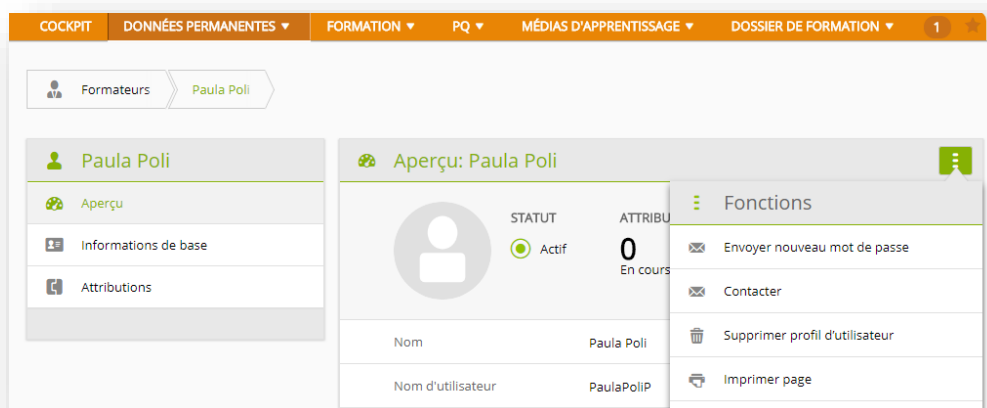 COCKPIT DONNÉES PERMANENTES ▼ FORMATION ▼ PQ ▼ MÉDIAS D'APPRENTISSAGE ▼ DOSSIER DE FORMATION ▼ 1
Formateurs Paula Poli
Paula Poli
Aperçu
Informations de base
Attributions
Aperçu: Paula Poli
STATUT
Actif
ATTRIBU
0
En cours
Nom Paula Poli
Nom d'utilisateur PaulaPoliP
Fonctions
Envoyer nouveau mot de passe
Contacter
Supprimer profil d'utilisateur
Imprimer page